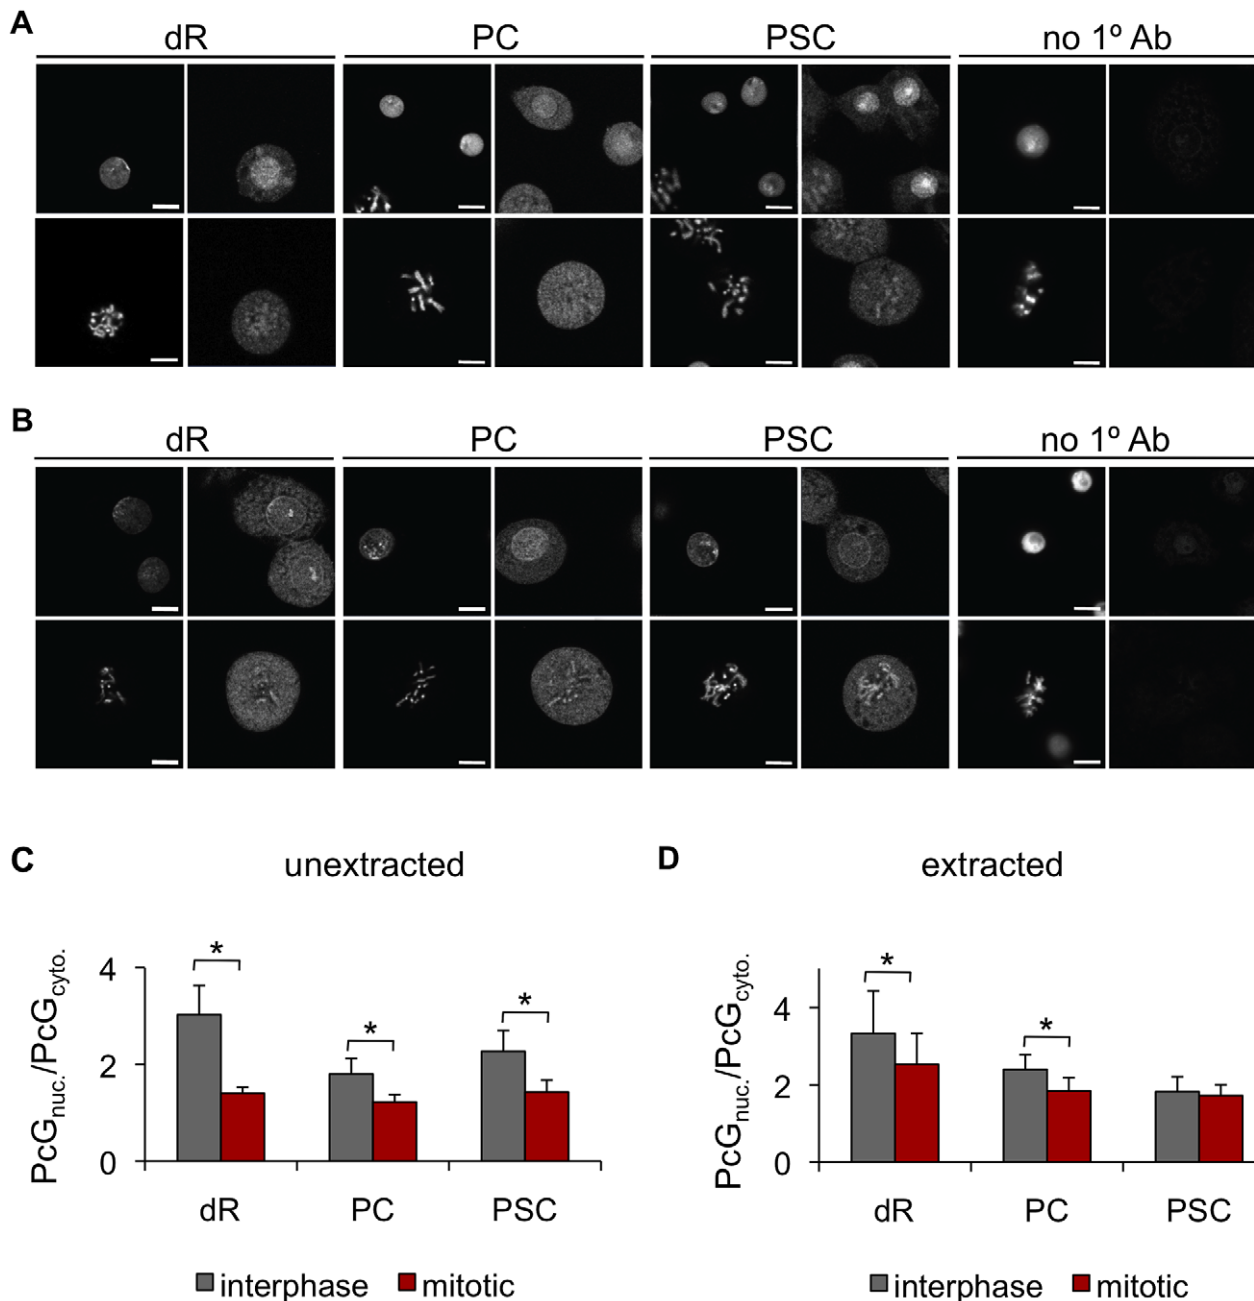 A
dR PC PSC no 1º Ab
B
dR PC PSC no 1º Ab
C unextracted
PcGnuc./PcGcyto.
4
2
0
* * *
dR PC PSC
interphase mitotic
D extracted
PcGnuc./PcGcyto.
4
2
0
* *
dR PC PSC
interphase mitotic